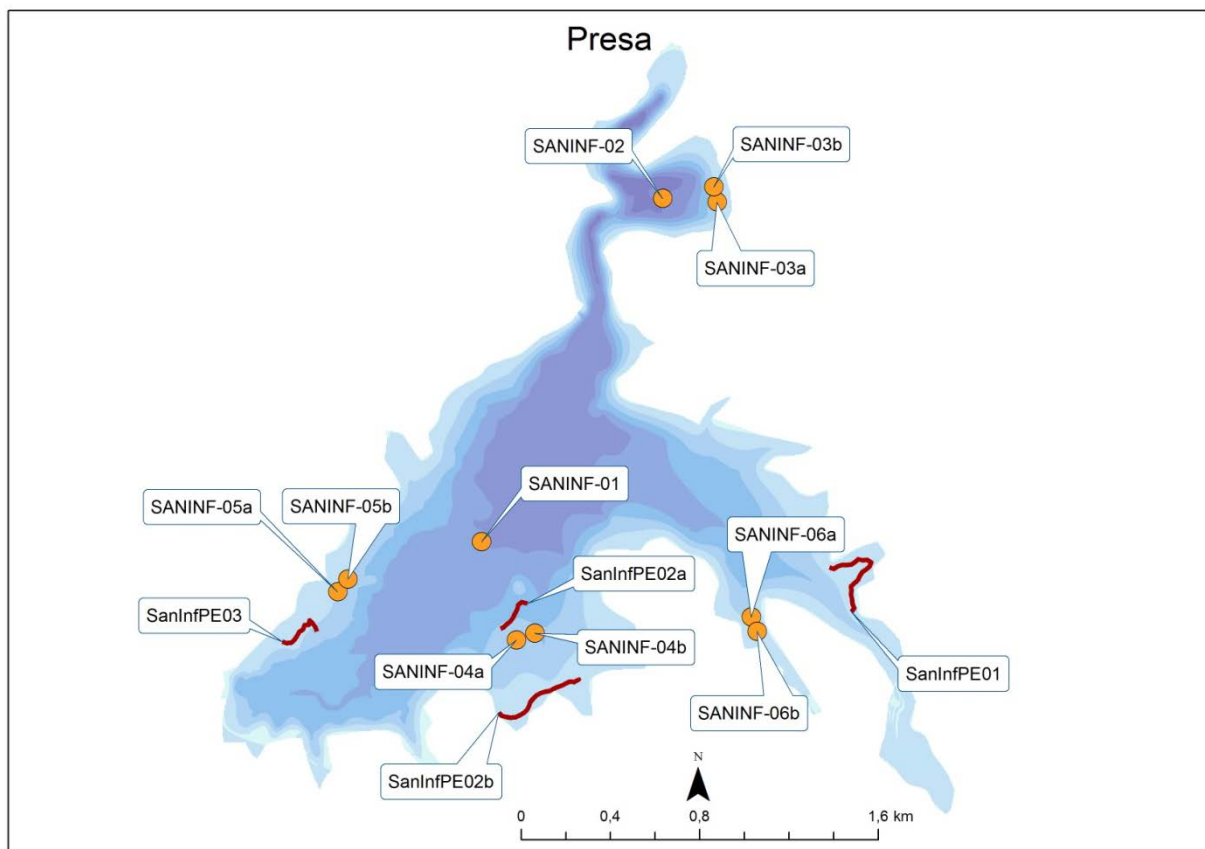 Presa
SANINF-02
SANINF-03b
SANINF-03a
SANINF-01
SANINF-05a
SANINF-05b
SANINF-06a
SanInfPE02a
SanInfPE03
SANINF-04a
SANINF-04b
SanInfPE01
SANINF-06b
SanInfPE02b
N
0 0,4 0,8 1,6 km